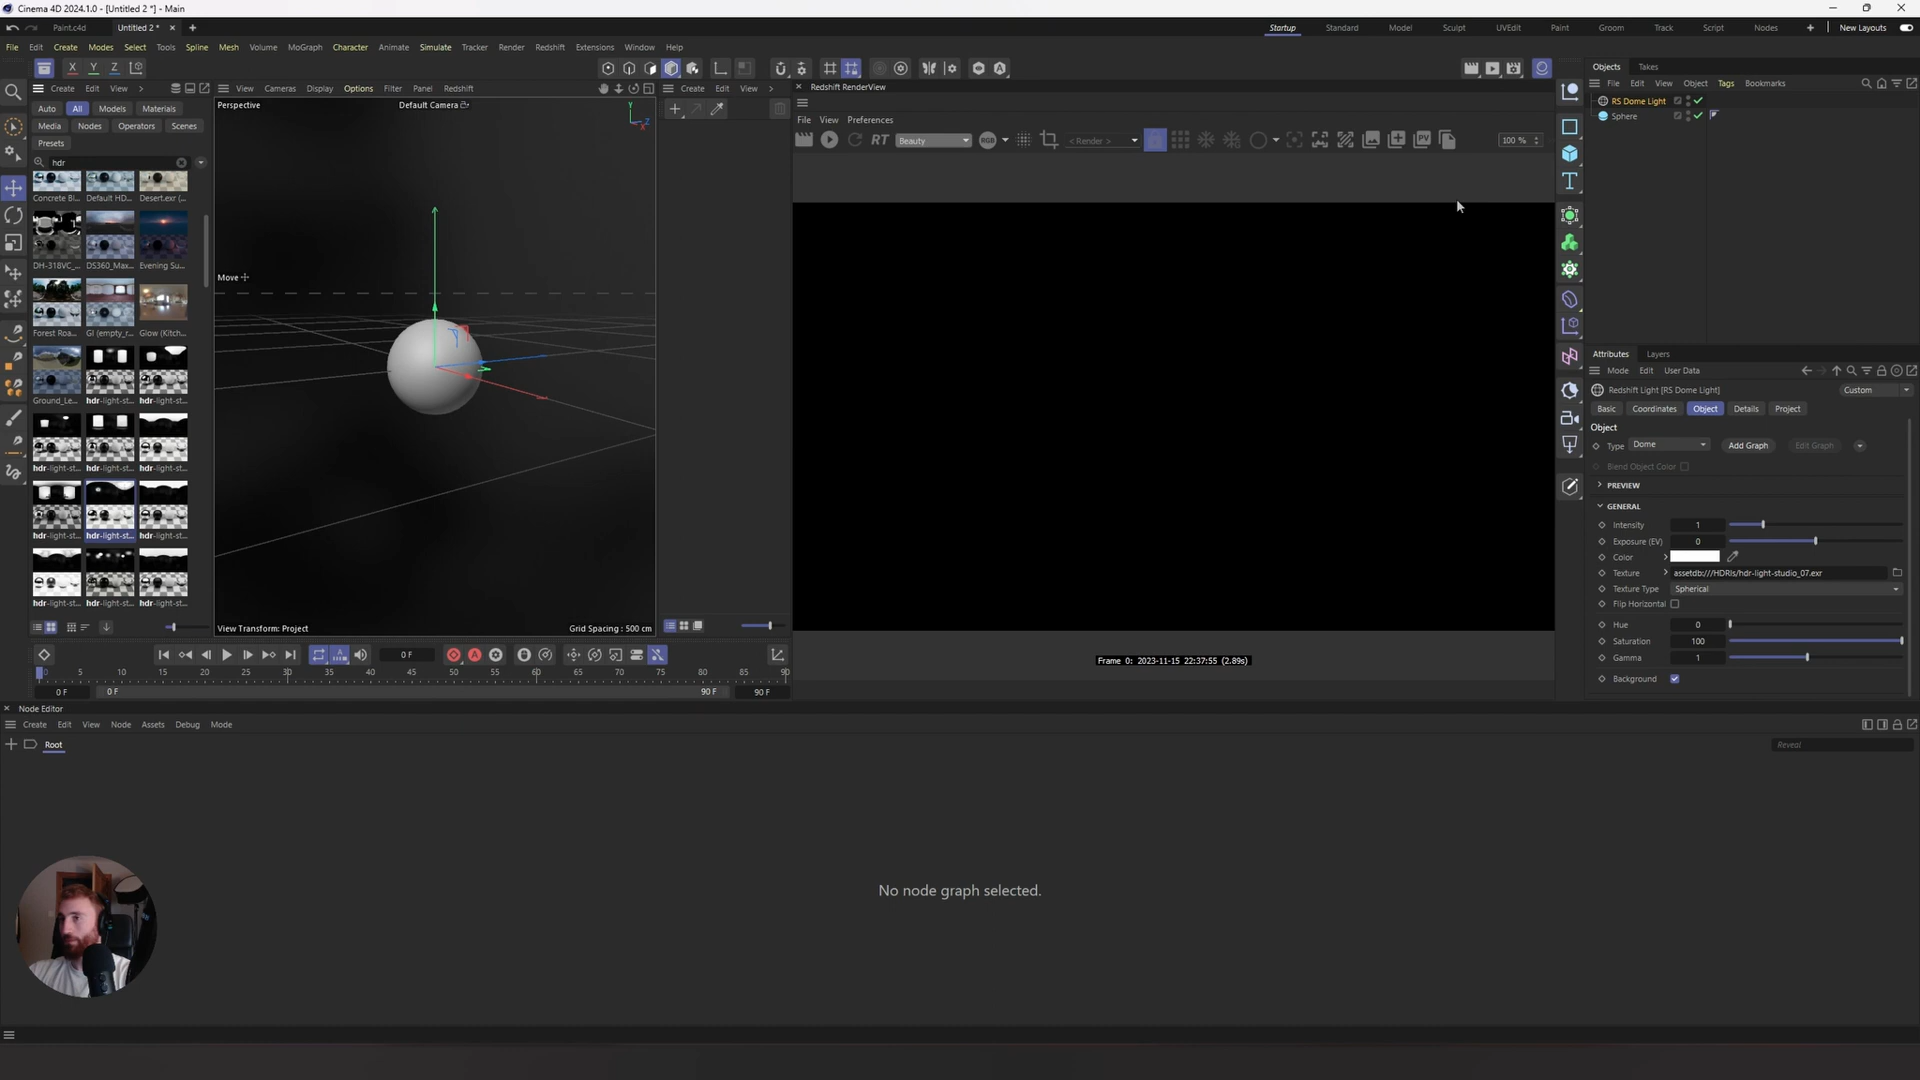 Cinema 4D 2024.1.0 - [Untitled 2 *] - Main
Paint.c4d
Untitled 2 *
Startup Standard Model Sculpt UVEdit Paint Groom Track Script Nodes New Layouts
File Edit Create Modes Select Tools Spline Mesh Volume MoGraph Character Animate Simulate Tracker Render Redshift Extensions Window Help
X Y Z
Create Edit View
Auto All Models Materials
Media Nodes Operators Scenes
Presets
hdr
Concrete Bl... Default HD... Desert.exr (...
DH-318VC_... DS360_Max... Evening Su...
Forest Roa... GI (empty_r... Glow (Kitch...
Ground_Le... hdr-light-st... hdr-light-st...
hdr-light-st... hdr-light-st... hdr-light-st...
hdr-light-st... hdr-light-st... hdr-light-st...
hdr-light-st... hdr-light-st... hdr-light-st...
View Cameras Display Options Filter Panel Redshift
Perspective
Default Camera
Y
Z
X
Move
View Transform: Project
Grid Spacing : 500 cm
Create Edit View
Redshift RenderView
File View Preferences
RT
Beauty
RGB
< Render >
PV
100 %
Frame 0: 2023-11-15 22:37:55 (2.89s)
0 F
0 5 10 15 20 25 30 35 40 45 50 55 60 65 70 75 80 85 90
0 F
0 F
90 F
90 F
Objects Takes
File Edit View Object Tags Bookmarks
RS Dome Light
Sphere
Attributes Layers
Mode Edit User Data
Redshift Light [RS Dome Light]
Custom
Basic Coordinates Object Details Project
Object
Type Dome Add Graph Edit Graph
Blend Object Color
PREVIEW
GENERAL
Intensity 1
Exposure (EV) 0
Color
Texture assetdb:///HDRIs/hdr-light-studio_07.exr
Texture Type Spherical
Flip Horizontal
Hue 0
Saturation 100
Gamma 1
Background
Node Editor
Create Edit View Node Assets Debug Mode
Root
Reveal
No node graph selected.